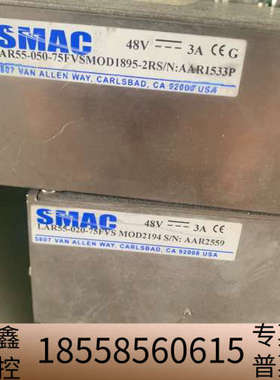 SMAC
48V 3A CE G
AR55-050-75FVSMOD1895-2RS/N:AAR1533P
5807 VAN ALLEN WAY, CARLSBAD, CA 92008 USA
SMAC
48V 3A CE
LAR55-020-75FVS MOD2194 S/N: AAR2559
5807 VAN ALLEN WAY, CARLSBAD, CA 92008 USA
鑫
控
18558560615
专
普